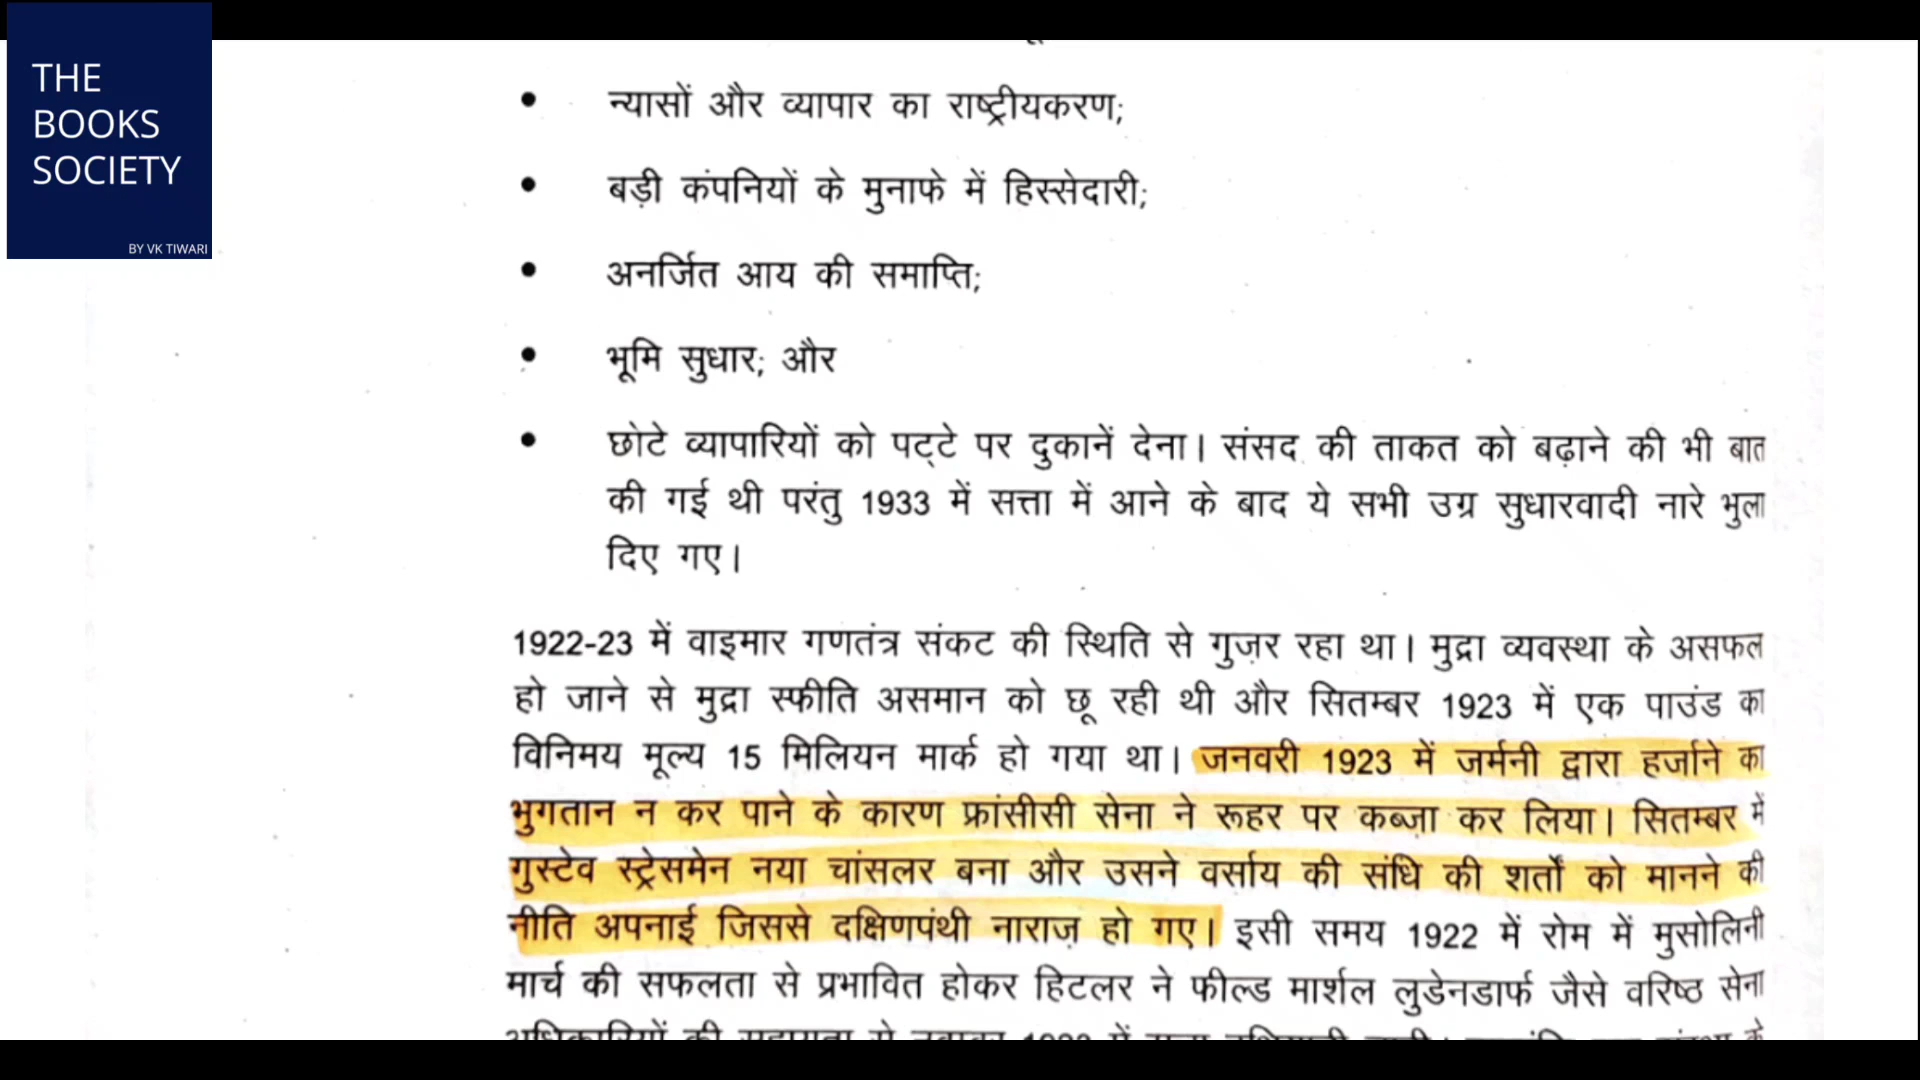 THE
BOOKS
SOCIETY
BY VK TIWARI
• न्यासों और व्यापार का राष्ट्रीयकरण;
• बड़ी कंपनियों के मुनाफे में हिस्सेदारी;
• अनर्जित आय की समाप्ति;
• भूमि सुधार; और
• छोटे व्यापारियों को पट्टे पर दुकानें देना। संसद की ताकत को बढ़ाने की भी बात
की गई थी परंतु 1933 में सत्ता में आने के बाद ये सभी उग्र सुधारवादी नारे भुला
दिए गए।
1922-23 में वाइमार गणतंत्र संकट की स्थिति से गुज़र रहा था। मुद्रा व्यवस्था के असफल
हो जाने से मुद्रा स्फीति असमान को छू रही थी और सितम्बर 1923 में एक पाउंड का
विनिमय मूल्य 15 मिलियन मार्क हो गया था। जनवरी 1923 में जर्मनी द्वारा हर्जाने का
भुगतान न कर पाने के कारण फ्रांसीसी सेना ने रूहर पर कब्ज़ा कर लिया। सितम्बर में
गुस्टेव स्ट्रेसमेन नया चांसलर बना और उसने वर्साय की संधि की शर्तों को मानने की
नीति अपनाई जिससे दक्षिणपंथी नाराज़ हो गए। इसी समय 1922 में रोम में मुसोलिनी
मार्च की सफलता से प्रभावित होकर हिटलर ने फील्ड मार्शल लुडेनडार्फ जैसे वरिष्ठ सेना